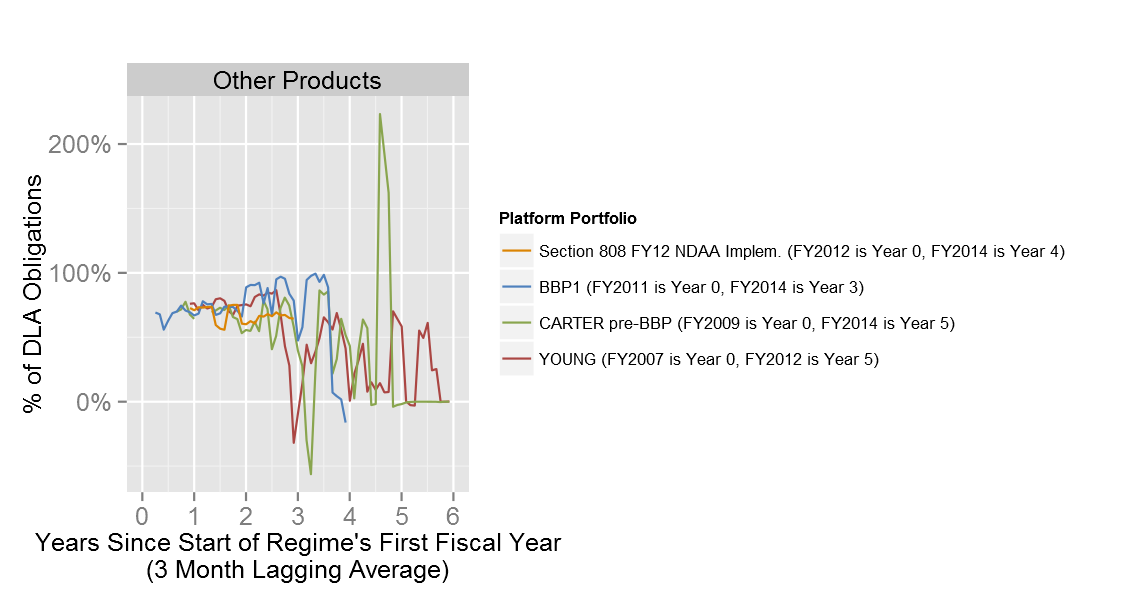 Other Products
200%
100%
0%
% of DLA Obligations
0 1 2 3 4 5 6
Years Since Start of Regime's First Fiscal Year
(3 Month Lagging Average)
Platform Portfolio
Section 808 FY12 NDAA Implem. (FY2012 is Year 0, FY2014 is Year 4)
BBP1 (FY2011 is Year 0, FY2014 is Year 3)
CARTER pre-BBP (FY2009 is Year 0, FY2014 is Year 5)
YOUNG (FY2007 is Year 0, FY2012 is Year 5)